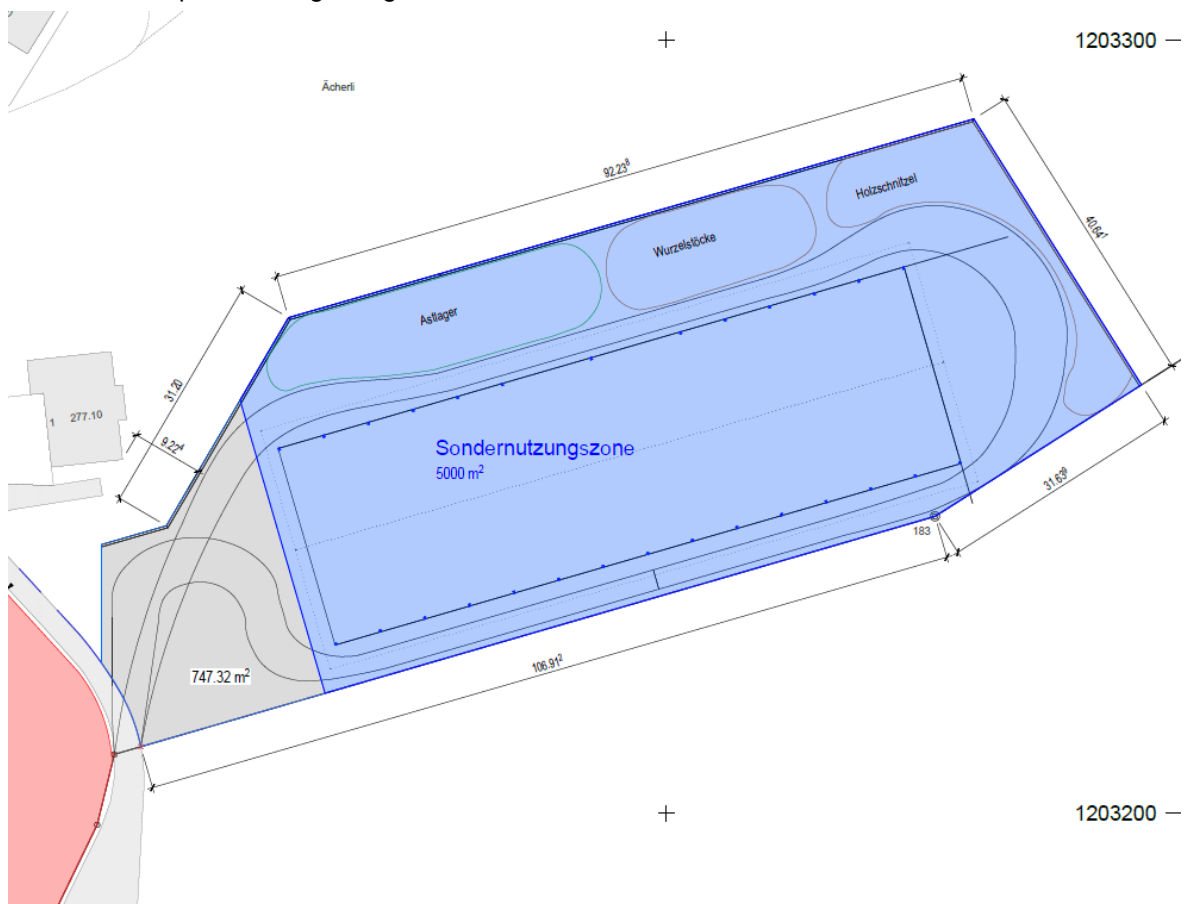 1203300
Ächerli
92.23⁸
Holzschnitzel
Wurzelstöcke
40.64¹
Astlager
31.20
1 277.10
9.22⁴
Sondernutzungszone
5000 m²
31.63⁹
183
106.91²
747.32 m²
1203200